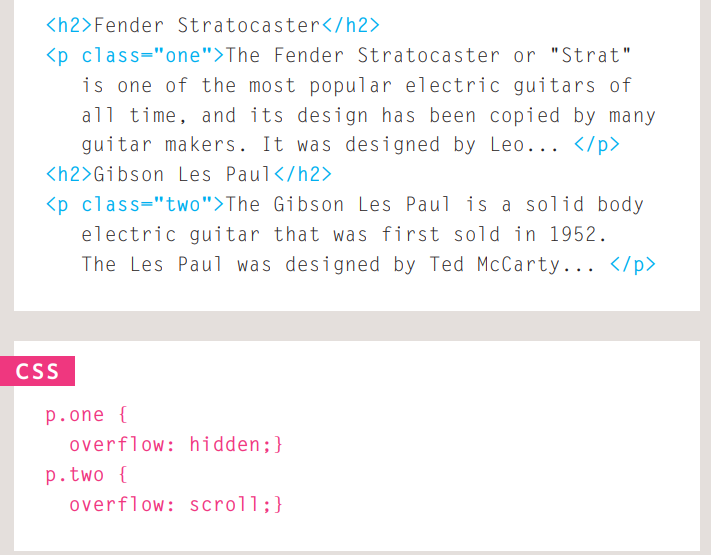 <h2>Fender Stratocaster</h2>
<p class="one">The Fender Stratocaster or "Strat"
is one of the most popular electric guitars of
all time, and its design has been copied by many
guitar makers. It was designed by Leo... </p>
<h2>Gibson Les Paul</h2>
<p class="two">The Gibson Les Paul is a solid body
electric guitar that was first sold in 1952.
The Les Paul was designed by Ted McCarty... </p>
CSS
p.one {
overflow: hidden;}
p.two {
overflow: scroll;}